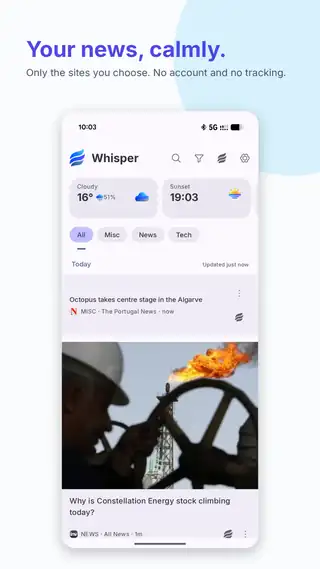 Your news, calmly.
Only the sites you choose. No account and no tracking.
10:03 5G
Whisper
Cloudy
16° 51%
Sunset
19:03
All Misc News Tech
Today Updated just now
Octopus takes centre stage in the Algarve
N MISC · The Portugal News · now
Why is Constellation Energy stock climbing
today?
NEWS · All News · 1m